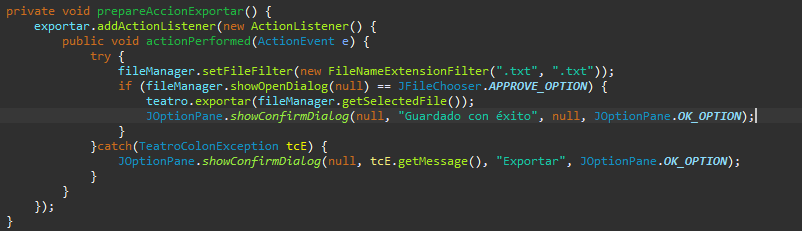 private void prepareAccionExportar() {
    exportar.addActionListener(new ActionListener() {
        public void actionPerformed(ActionEvent e) {
            try {
                fileManager.setFileFilter(new FileNameExtensionFilter(".txt", ".txt"));
                if (fileManager.showOpenDialog(null) == JFileChooser.APPROVE_OPTION) {
                    teatro.exportar(fileManager.getSelectedFile());
                    JOptionPane.showConfirmDialog(null, "Guardado con éxito", null, JOptionPane.OK_OPTION);
                }
            }catch(TeatroColonException tcE) {
                JOptionPane.showConfirmDialog(null, tcE.getMessage(), "Exportar", JOptionPane.OK_OPTION);
            }
        }
    });
}